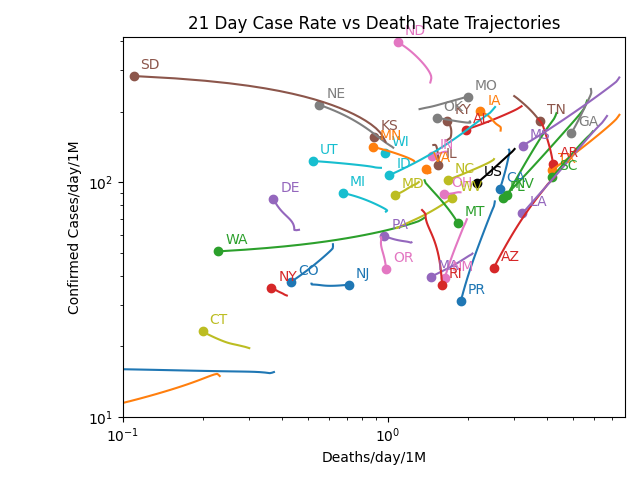 21 Day Case Rate vs Death Rate Trajectories
ND
SD
MO
NE
IA
OK
KY
TN
GA
KS
AL
MN
WI
IN
UT
ID
IL
AR
SC
NC
US
MI
DE
MD
OH
WV
CA
NV
LA
MT
WA
PA
OR
AZ
NM
MA
RI
NY
CO
NJ
PR
CT
Confirmed Cases/day/1M
10²
10¹
10⁻¹
10⁰
Deaths/day/1M